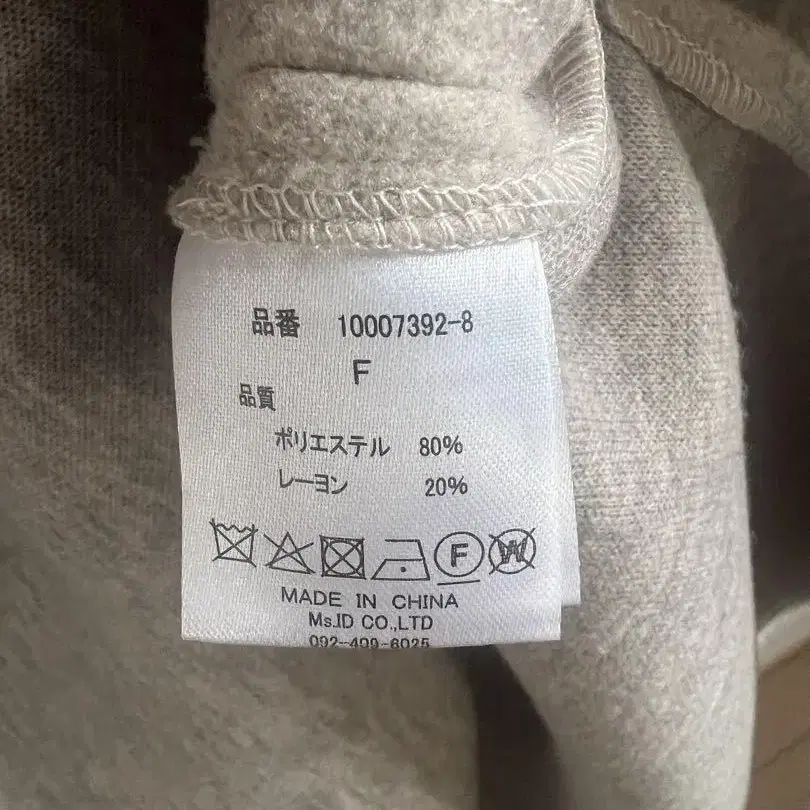 品番 10007392-8
F
品質
ポリエステル 80%
レーヨン 20%
F W
MADE IN CHINA
Ms.ID CO.,LTD
092-409-6025